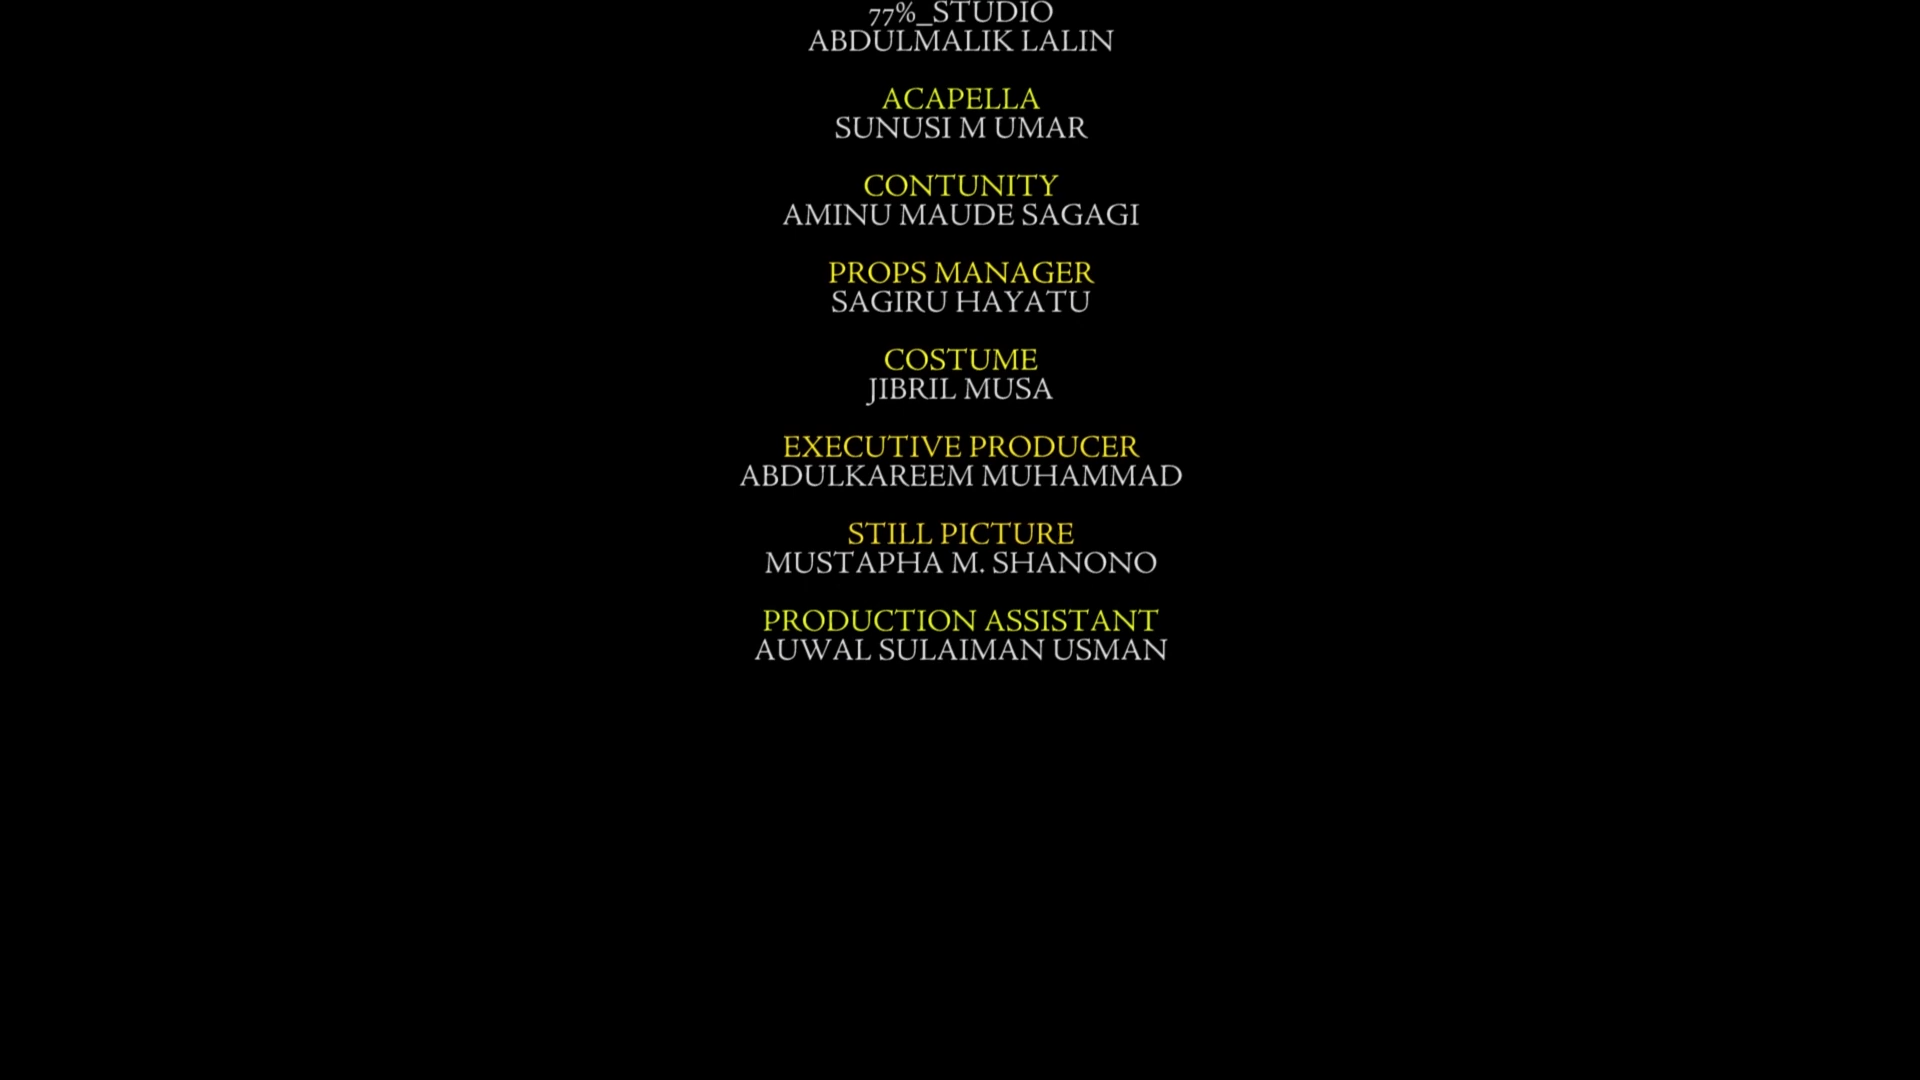 77%_STUDIO
ABDULMALIK LALIN
ACAPELLA
SUNUSI M UMAR
CONTUNITY
AMINU MAUDE SAGAGI
PROPS MANAGER
SAGIRU HAYATU
COSTUME
JIBRIL MUSA
EXECUTIVE PRODUCER
ABDULKAREEM MUHAMMAD
STILL PICTURE
MUSTAPHA M. SHANONO
PRODUCTION ASSISTANT
AUWAL SULAIMAN USMAN